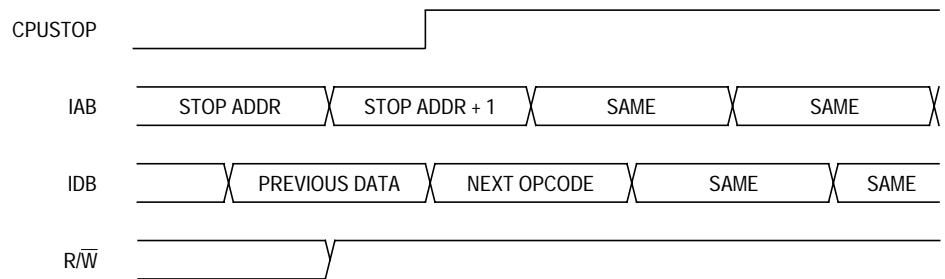 CPUSTOP
IAB STOP ADDR STOP ADDR + 1 SAME SAME
IDB PREVIOUS DATA NEXT OPCODE SAME SAME
R/W̅